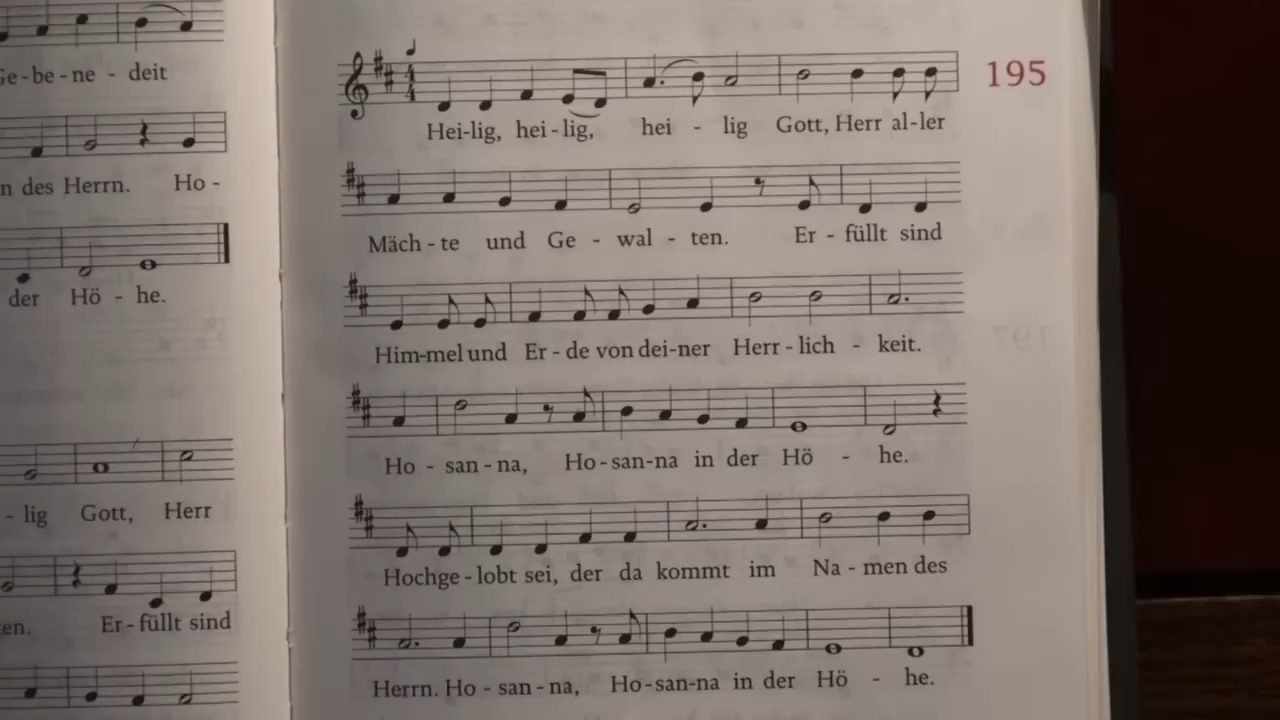 Ge-be-ne - deit
n des Herrn. Ho -
der Hö - he.
- lig Gott, Herr
ten. Er-füllt sind
195
Hei-lig, hei-lig, hei - lig Gott, Herr al-ler
Mäch - te und Ge - wal - ten. Er - füllt sind
Him-mel und Er - de von dei-ner Herr - lich - keit.
Ho - san - na, Ho-san-na in der Hö - he.
Hochge - lobt sei, der da kommt im Na - men des
Herrn. Ho - san - na, Ho-san-na in der Hö - he.